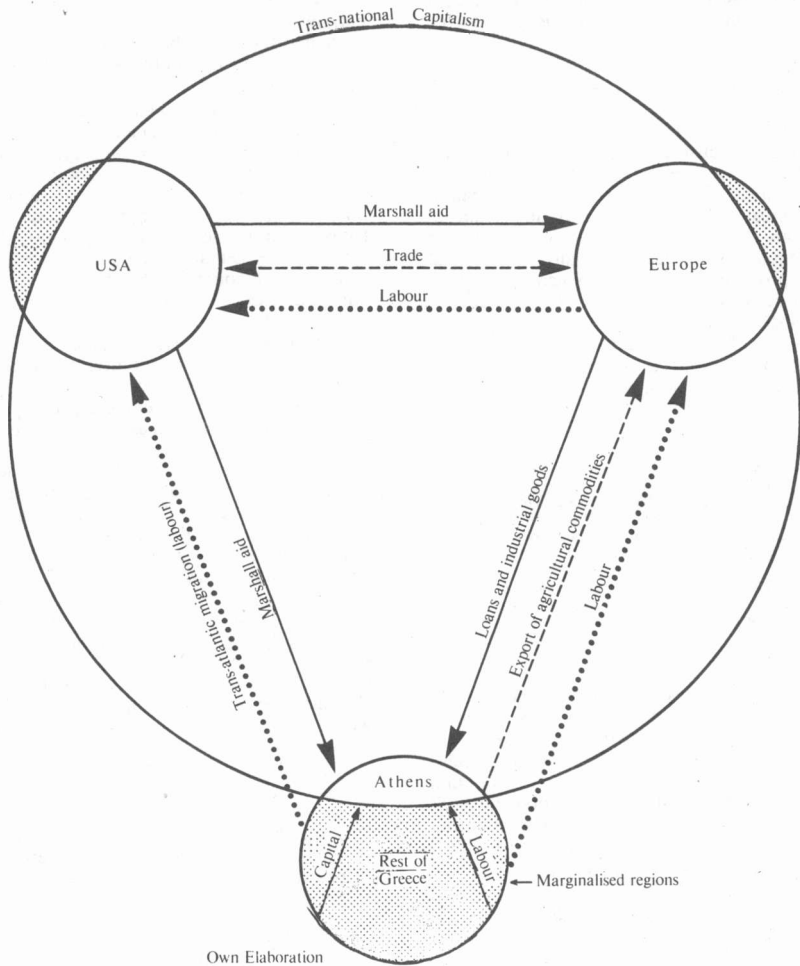 Trans-national Capitalism
Marshall aid
USA
Trade
Europe
Labour
Trans-atlantic migration (labour)
Marshall aid
Loans and industrial goods
Export of agricultural commodities
Labour
Athens
Capital
Rest of
Greece
Labour
Marginalised regions
Own Elaboration